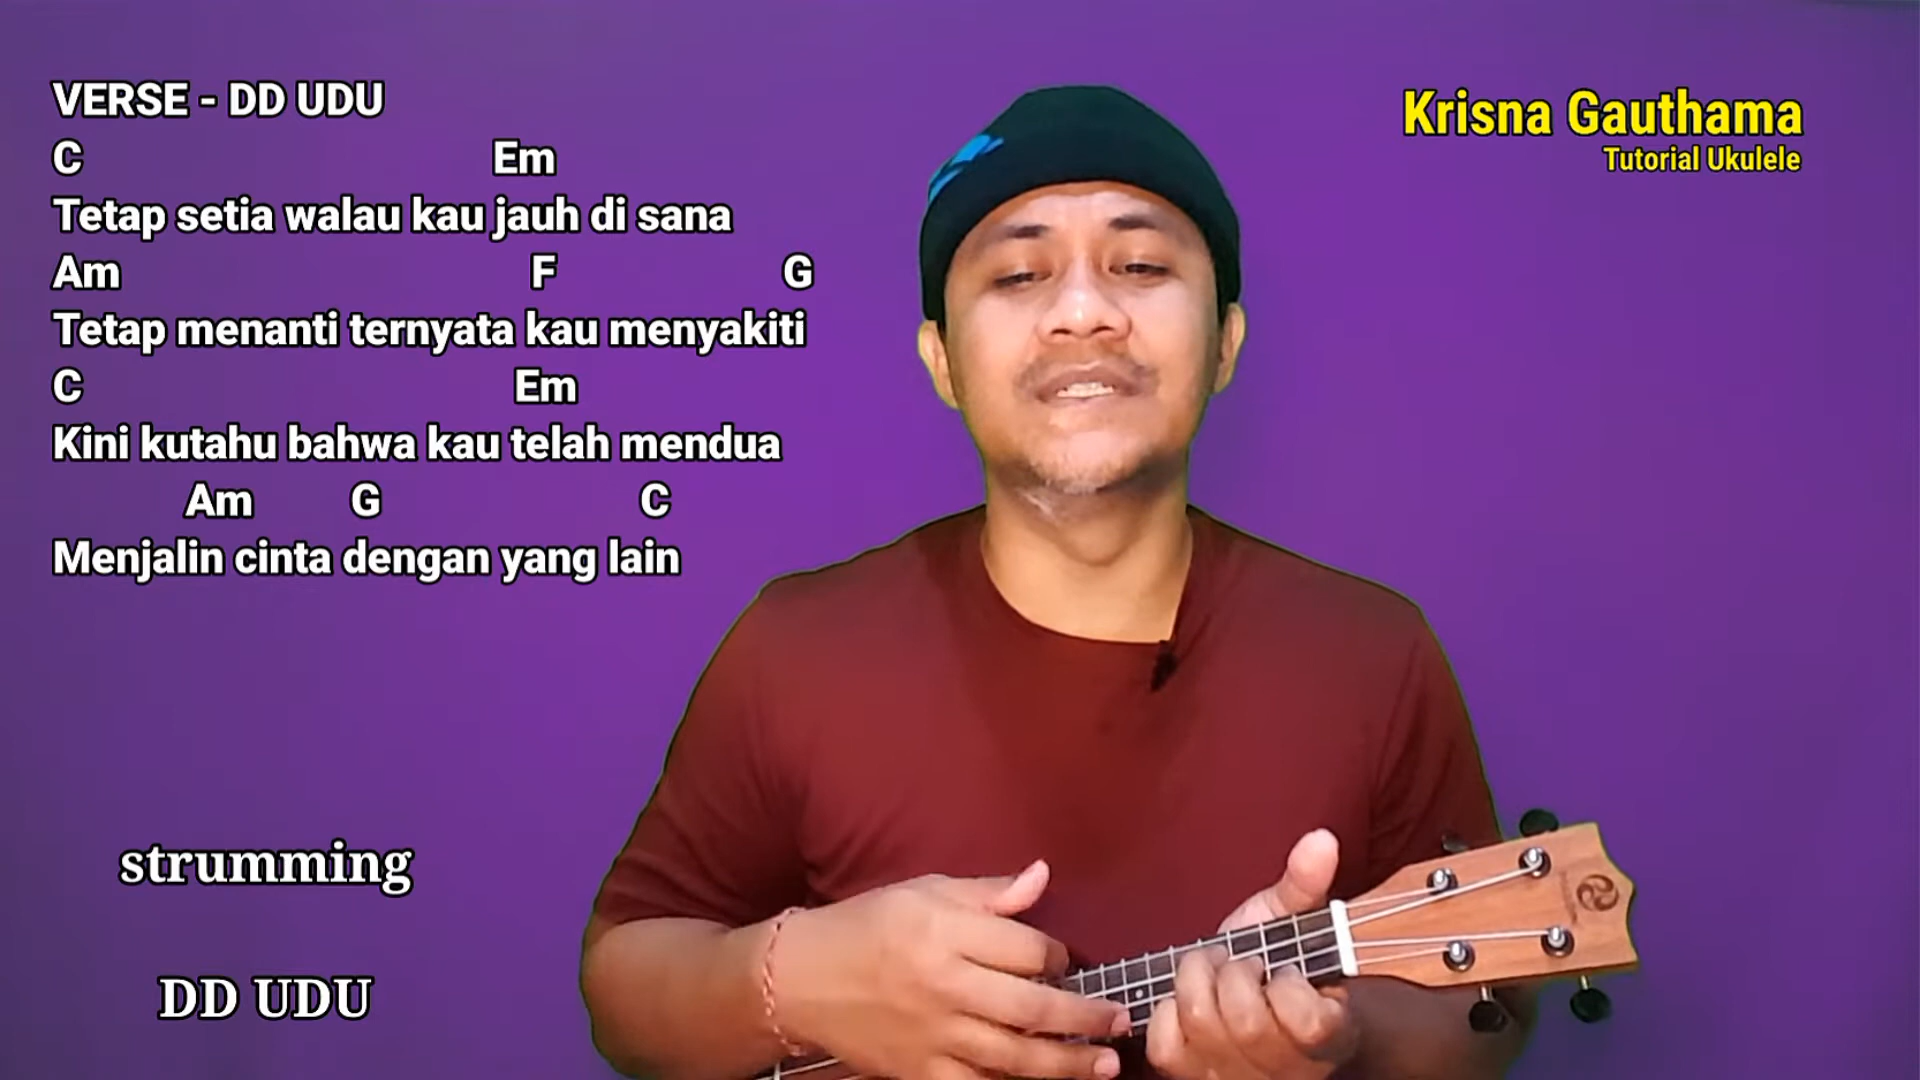 VERSE - DD UDU
C Em
Tetap setia walau kau jauh di sana
Am F G
Tetap menanti ternyata kau menyakiti
C Em
Kini kutahu bahwa kau telah mendua
Am G C
Menjalin cinta dengan yang lain
strumming
DD UDU
Krisna Gauthama
Tutorial Ukulele